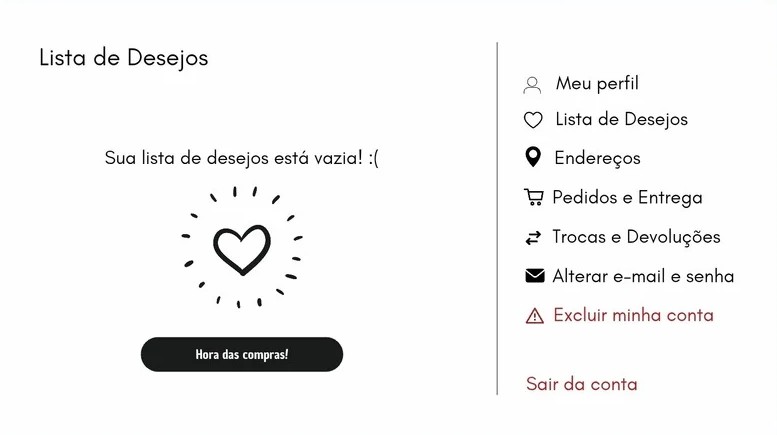 Lista de Desejos
Sua lista de desejos está vazia! :(
Hora das compras!
Meu perfil
Lista de Desejos
Endereços
Pedidos e Entrega
Trocas e Devoluções
Alterar e-mail e senha
Excluir minha conta
Sair da conta